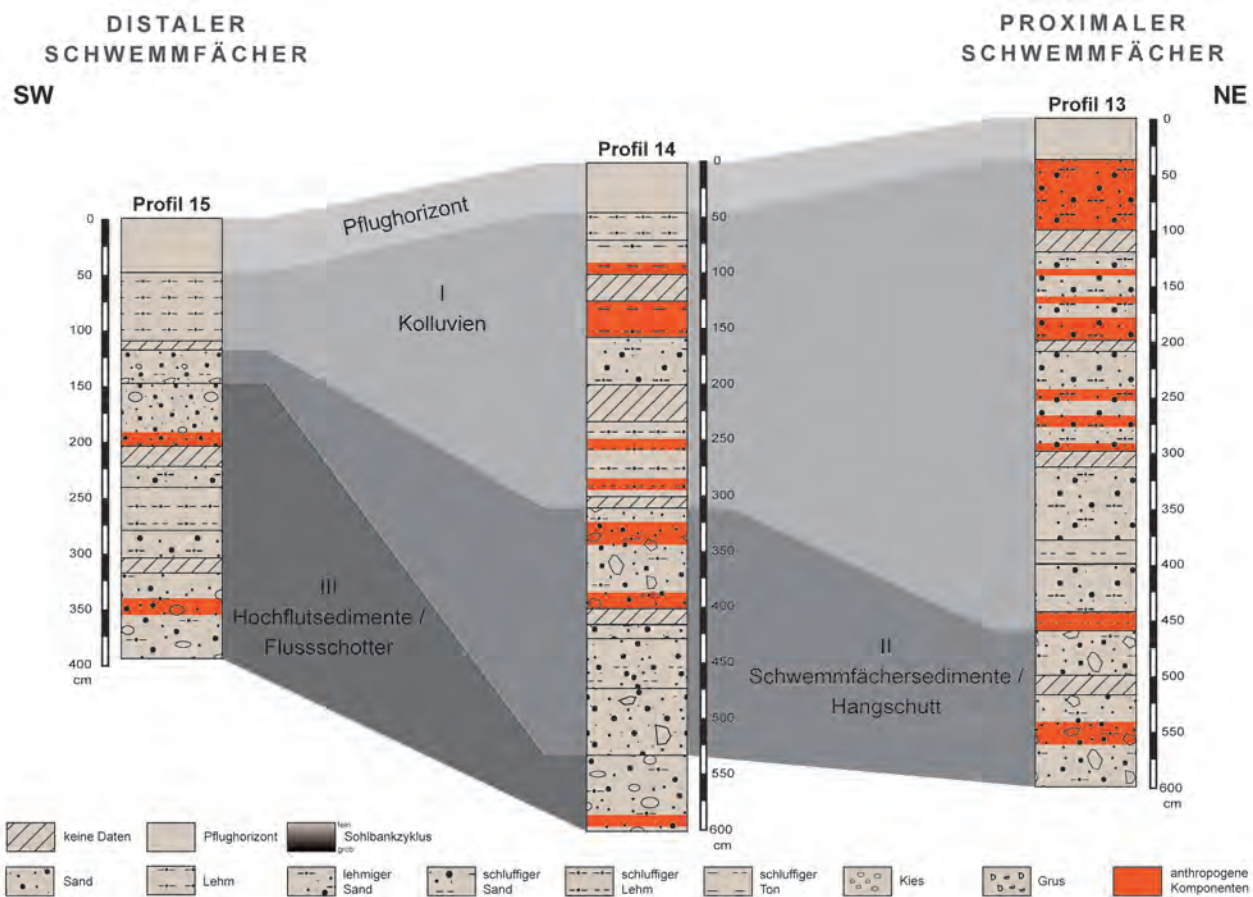 DISTALER
SCHWEMMFÄCHER
SW
PROXIMALER
SCHWEMMFÄCHER
NE
Profil 15
0
50
100
150
200
250
300
350
400
cm
Profil 14
0
50
100
150
200
250
300
350
400
450
500
550
600
cm
Profil 13
0
50
100
150
200
250
300
350
400
450
500
550
600
cm
Pflughorizont
I
Kolluvien
II
Schwemmfächersedimente /
Hangschutt
III
Hochflutsedimente /
Flussschotter
keine Daten
Pflughorizont
fein
Sohlbankzyklus
grob
Sand
Lehm
lehmiger
Sand
schluffiger
Sand
schluffiger
Lehm
schluffiger
Ton
Kies
Grus
anthropogene
Komponenten